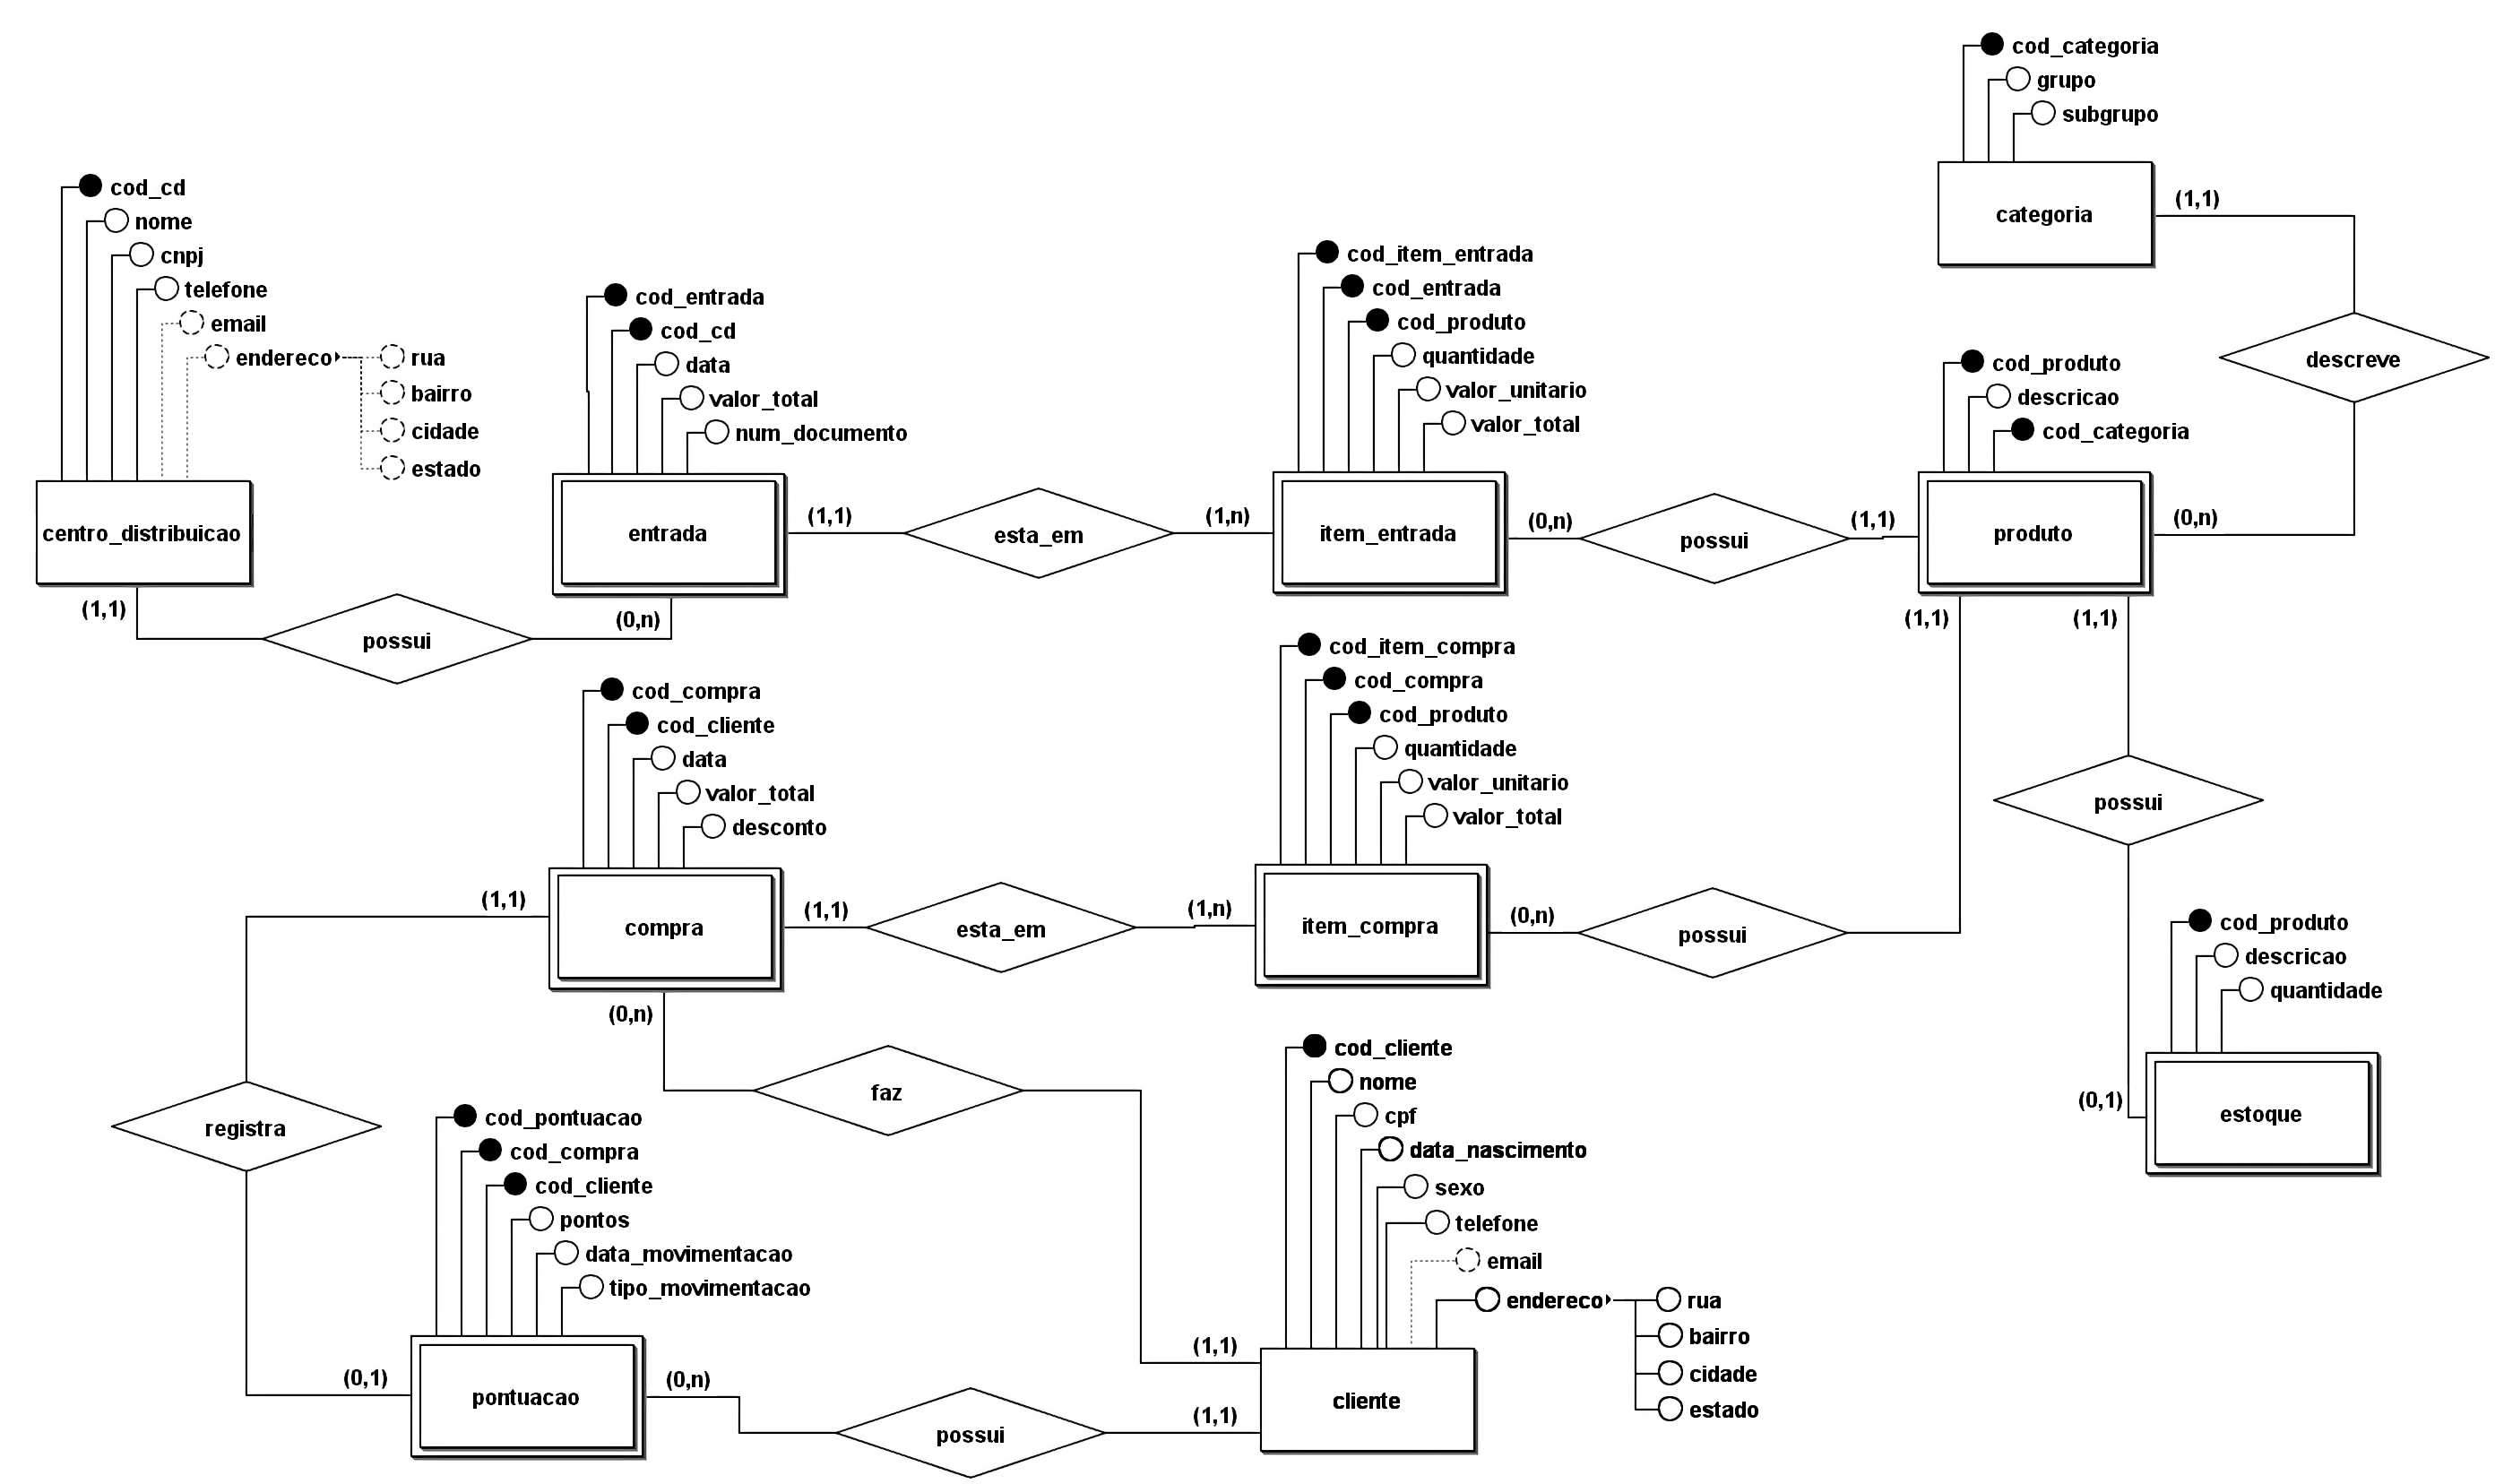 cod_categoria
grupo
subgrupo
categoria
(1,1)
descreve
cod_cd
nome
cnpj
telefone
email
endereco
rua
bairro
cidade
estado
centro_distribuicao
(1,1)
possui
(0,n)
cod_entrada
cod_cd
data
valor_total
num_documento
entrada
(1,1)
esta_em
(1,n)
cod_item_entrada
cod_entrada
cod_produto
quantidade
valor_unitario
valor_total
item_entrada
(0,n)
possui
(1,1)
cod_produto
descricao
cod_categoria
produto
(0,n)
(1,1)
(1,1)
cod_compra
cod_cliente
data
valor_total
desconto
compra
(1,1)
(1,1)
esta_em
(1,n)
(0,n)
cod_item_compra
cod_compra
cod_produto
quantidade
valor_unitario
valor_total
item_compra
(0,n)
possui
possui
(0,1)
cod_produto
descricao
quantidade
estoque
registra
faz
(0,1)
cod_pontuacao
cod_compra
cod_cliente
pontos
data_movimentacao
tipo_movimentacao
pontuacao
(0,n)
possui
(1,1)
(1,1)
cod_cliente
nome
cpf
data_nascimento
sexo
telefone
email
endereco
rua
bairro
cidade
estado
cliente